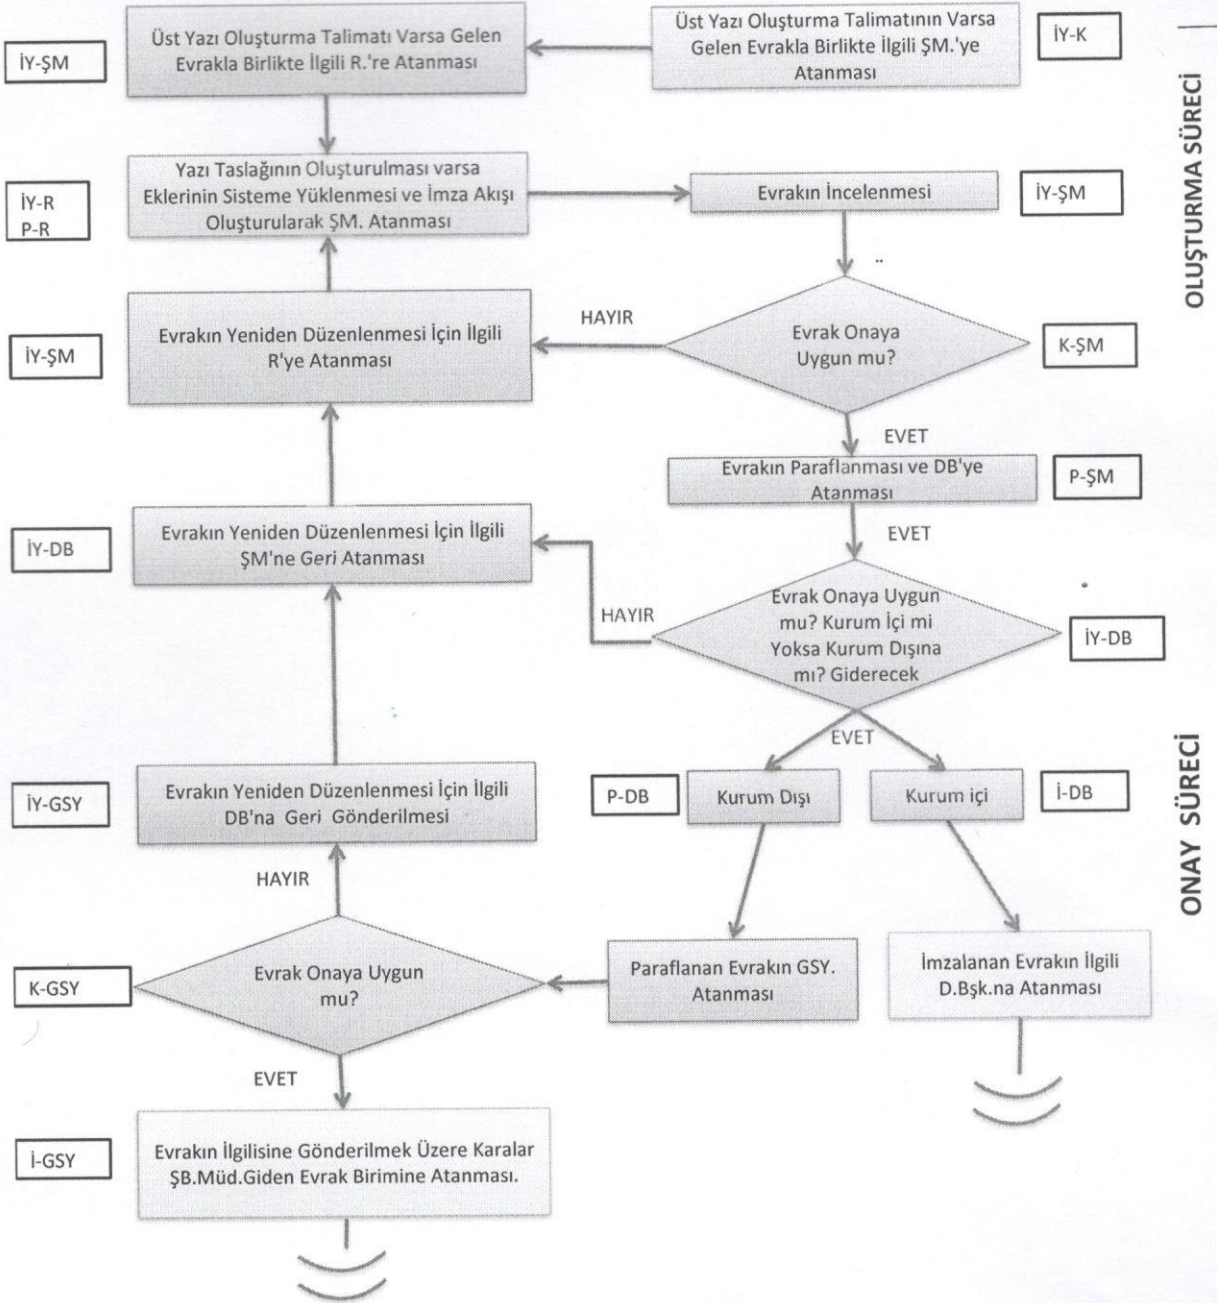 İY-ŞM
Üst Yazı Oluşturma Talimatı Varsa Gelen
Evrakla Birlikte İlgili R.'re Atanması
Üst Yazı Oluşturma Talimatının Varsa
Gelen Evrakla Birlikte İlgili ŞM.'ye
Atanması
İY-K
OLUŞTURMA SÜRECİ
İY-R
P-R
Yazı Taslağının Oluşturulması varsa
Eklerinin Sisteme Yüklenmesi ve İmza Akışı
Oluşturularak ŞM. Atanması
Evrakın İncelenmesi
İY-ŞM
İY-ŞM
Evrakın Yeniden Düzenlenmesi İçin İlgili
R'ye Atanması
HAYIR
Evrak Onaya
Uygun mu?
K-ŞM
EVET
Evrakın Paraflanması ve DB'ye
Atanması
P-ŞM
EVET
İY-DB
Evrakın Yeniden Düzenlenmesi İçin İlgili
ŞM'ne Geri Atanması
HAYIR
Evrak Onaya Uygun
mu? Kurum İçi mi
Yoksa Kurum Dışına
mı? Giderecek
İY-DB
EVET
ONAY SÜRECİ
İY-GSY
Evrakın Yeniden Düzenlenmesi İçin İlgili
DB'na Geri Gönderilmesi
P-DB
Kurum Dışı
Kurum içi
İ-DB
HAYIR
K-GSY
Evrak Onaya Uygun
mu?
Paraflanan Evrakın GSY.
Atanması
İmzalanan Evrakın İlgili
D.Bşk.na Atanması
EVET
İ-GSY
Evrakın İlgilisine Gönderilmek Üzere Karalar
ŞB.Müd.Giden Evrak Birimine Atanması.